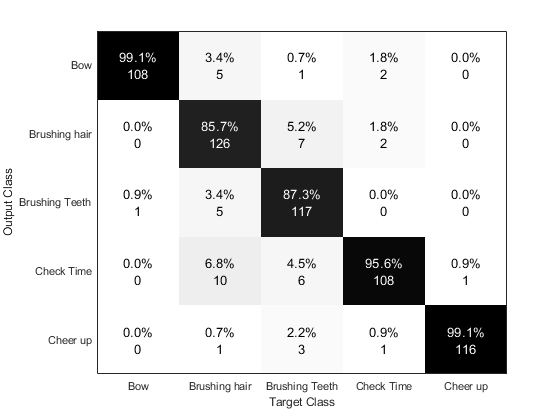 Bow 99.1% 3.4% 0.7% 1.8% 0.0%
108 5 1 2 0
Brushing hair 0.0% 85.7% 5.2% 1.8% 0.0%
0 126 7 2 0
Brushing Teeth 0.9% 3.4% 87.3% 0.0% 0.0%
1 5 117 0 0
Check Time 0.0% 6.8% 4.5% 95.6% 0.9%
0 10 6 108 1
Cheer up 0.0% 0.7% 2.2% 0.9% 99.1%
0 1 3 1 116
Output Class
Bow Brushing hair Brushing Teeth Check Time Cheer up
Target Class